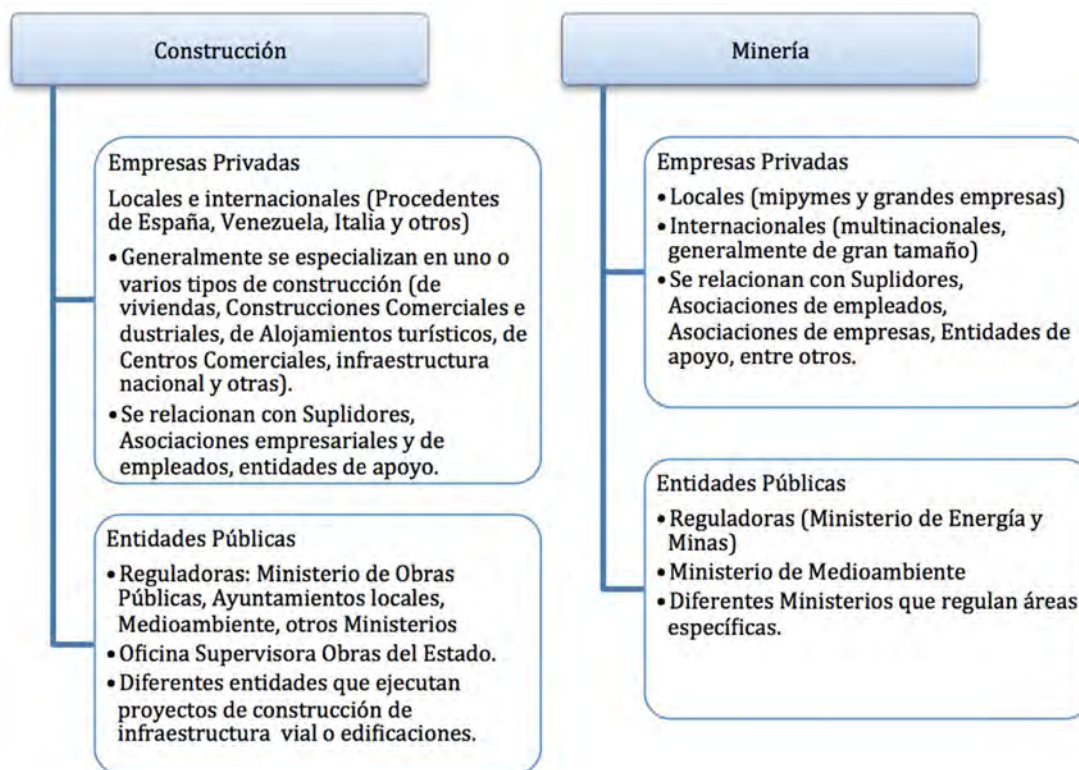 Construcción
Empresas Privadas
Locales e internacionales (Procedentes
de España, Venezuela, Italia y otros)
•Generalmente se especializan en uno o
varios tipos de construcción (de
viviendas, Construcciones Comerciales e
dustriales, de Alojamientos turísticos, de
Centros Comerciales, infraestructura
nacional y otras).
•Se relacionan con Suplidores,
Asociaciones empresariales y de
empleados, entidades de apoyo.
Entidades Públicas
•Reguladoras: Ministerio de Obras
Públicas, Ayuntamientos locales,
Medioambiente, otros Ministerios
•Oficina Supervisora Obras del Estado.
•Diferentes entidades que ejecutan
proyectos de construcción de
infraestructura vial o edificaciones.
Minería
Empresas Privadas
•Locales (mipymes y grandes empresas)
•Internacionales (multinacionales,
generalmente de gran tamaño)
•Se relacionan con Suplidores,
Asociaciones de empleados,
Asociaciones de empresas, Entidades de
apoyo, entre otros.
Entidades Públicas
•Reguladoras (Ministerio de Energía y
Minas)
•Ministerio de Medioambiente
•Diferentes Ministerios que regulan áreas
específicas.